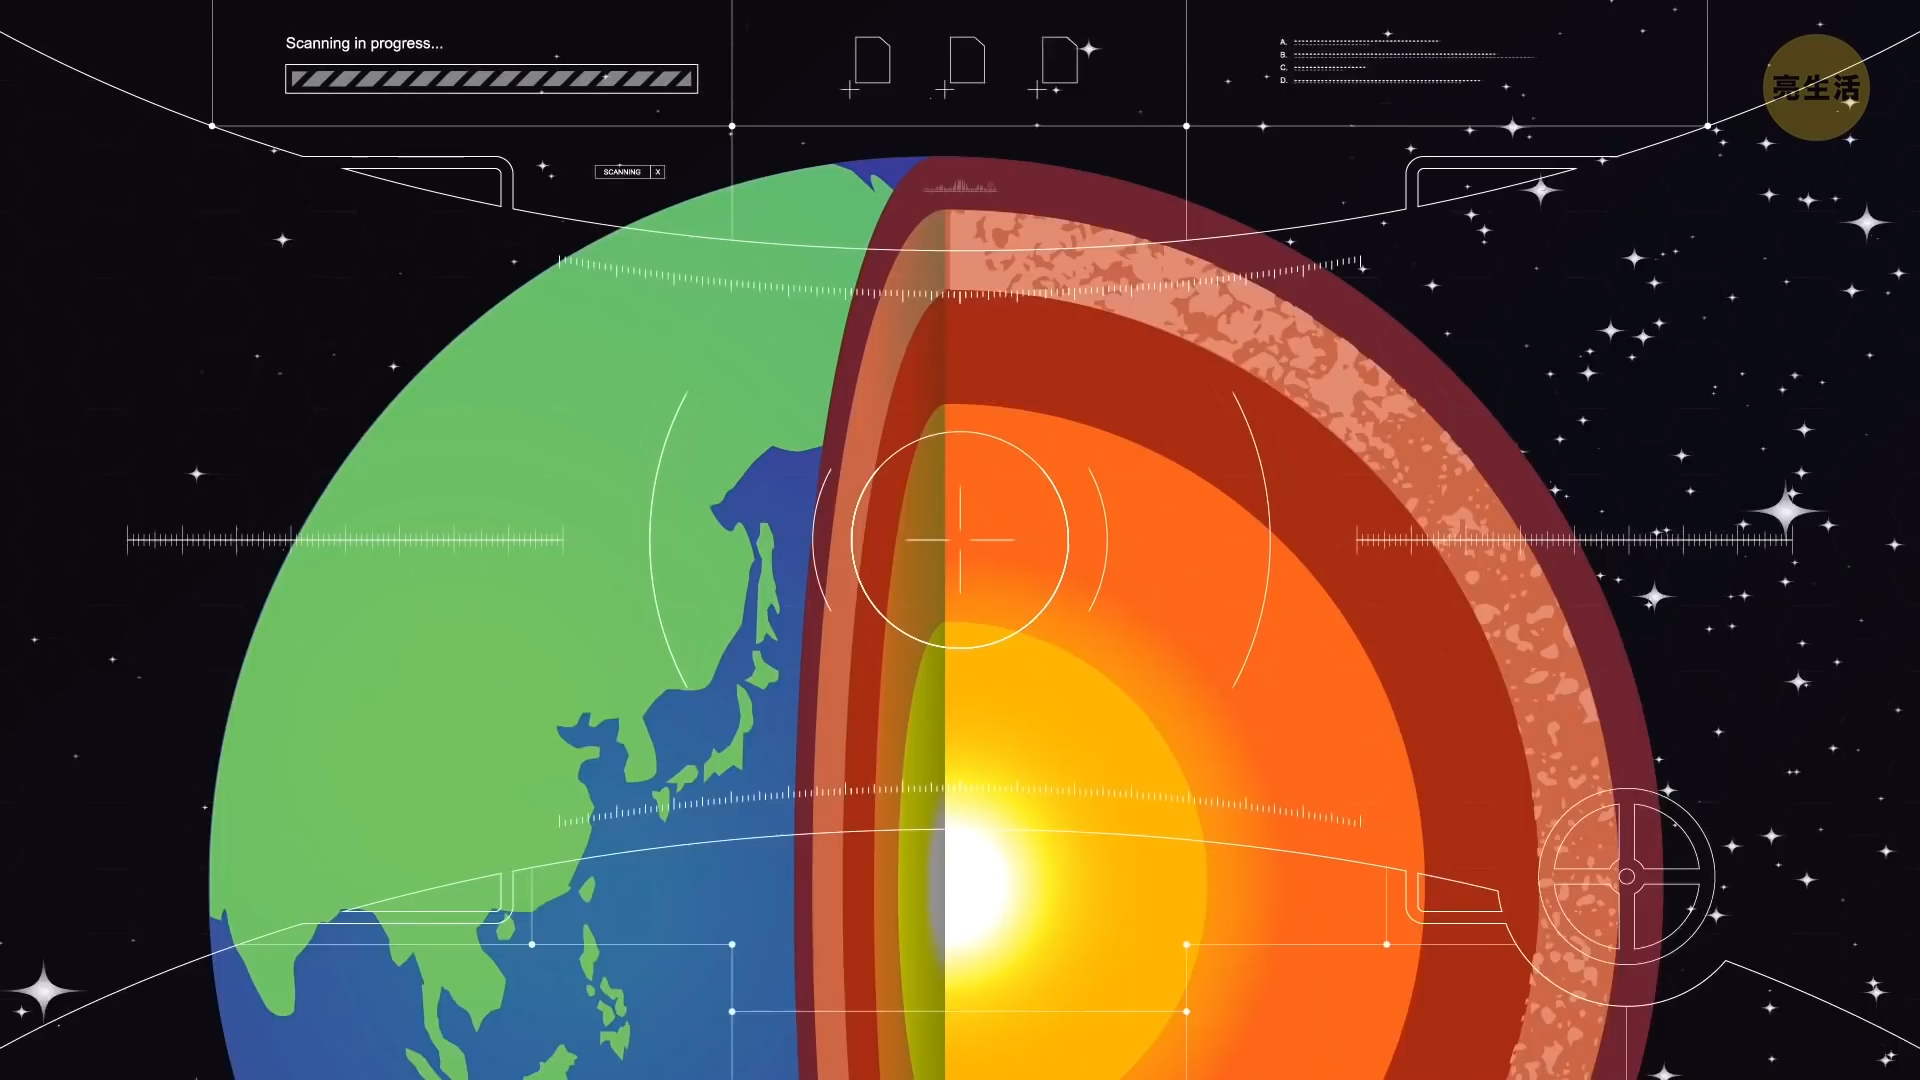 Scanning in progress...
A.
B.
C.
D.
亮生活
SCANNING X